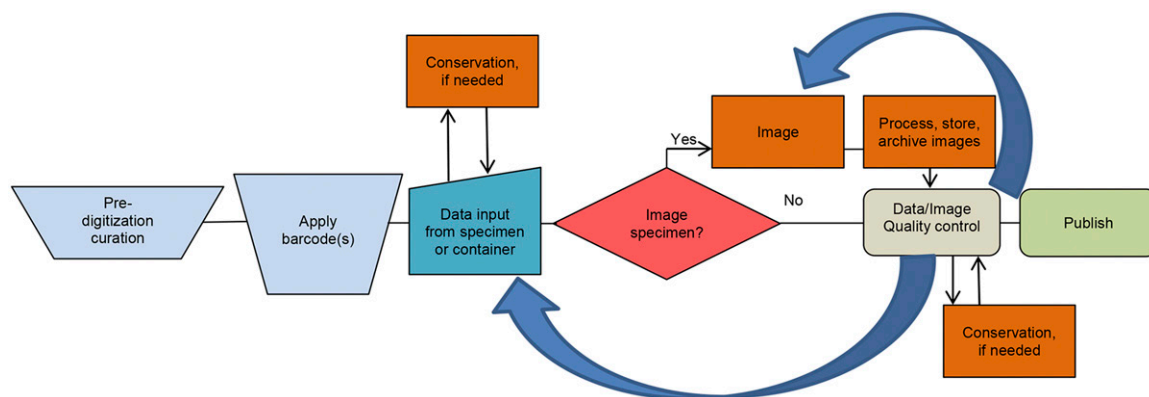 Pre-
digitization
curation
Apply
barcode(s)
Conservation,
if needed
Data input
from specimen
or container
Image
specimen?
Yes
No
Image
Process, store,
archive images
Data/Image
Quality control
Conservation,
if needed
Publish